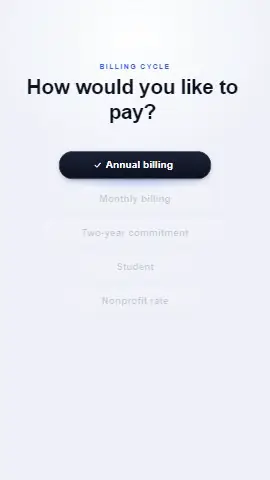 BILLING CYCLE
How would you like to
pay?
✓ Annual billing
Monthly billing
Two-year commitment
Student
Nonprofit rate